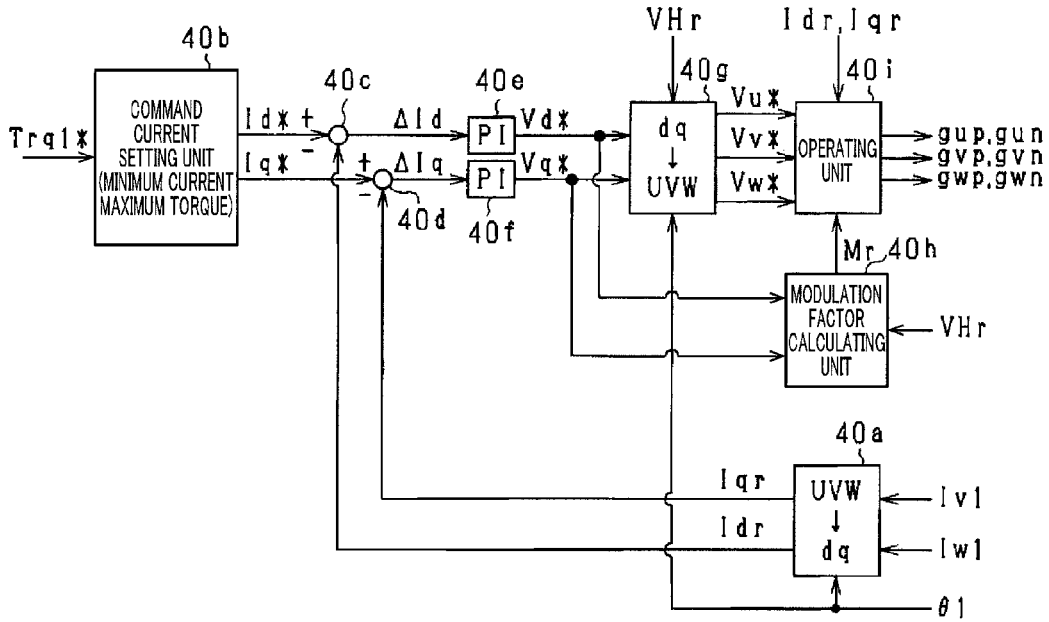 VHr
Idr,Iqr
40b
40c
40e
40g
40i
COMMAND
CURRENT
SETTING UNIT
(MINIMUM CURRENT
MAXIMUM TORQUE)
Trq1*
Id*
+
-
ΔId
PI
Vd*
Iq*
+
-
ΔIq
PI
Vq*
40d
40f
dq
↓
UVW
Vu*
Vv*
Vw*
OPERATING
UNIT
gup,gun
gvp,gvn
gwp,gwn
Mr
40h
MODULATION
FACTOR
CALCULATING
UNIT
VHr
40a
Iqr
Idr
UVW
↓
dq
Iv1
Iw1
θ1